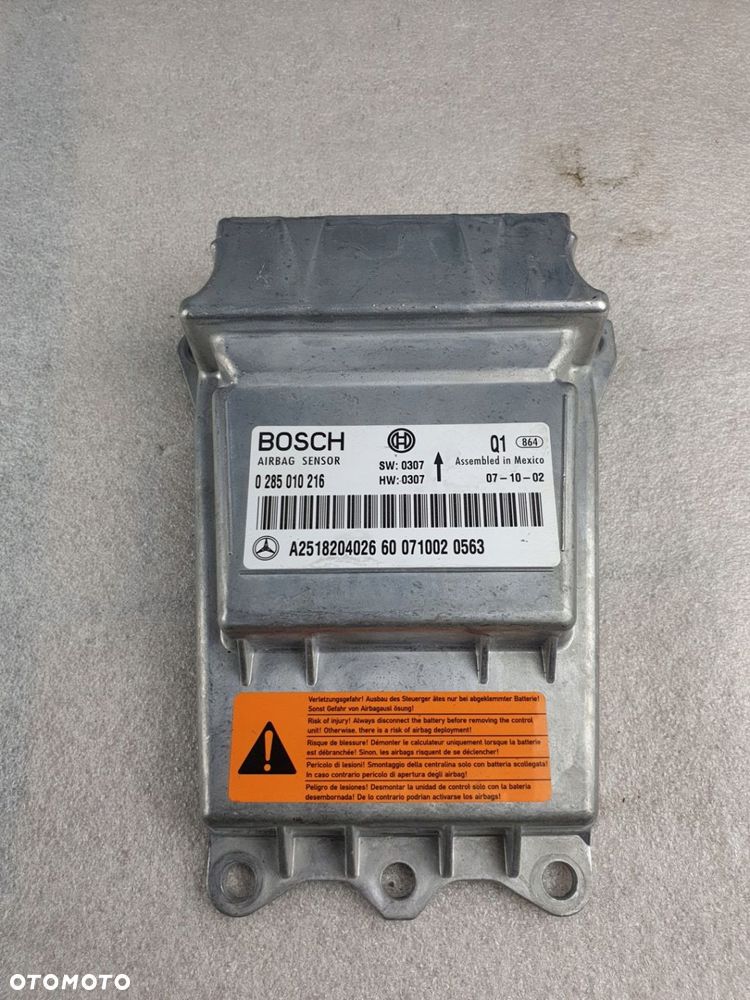 BOSCH
AIRBAG SENSOR
0 285 010 216
SW: 0307
HW: 0307
Q1 864
Assembled in Mexico
07-10-02
A2518204026 60 071002 0563
Verletzungsgefahr! Ausbau des Steuerger ätes nur bei abgeklemmter Batterie!
Sonst Gefahr von Airbagausl ösung!
Risk of injury! Always disconnect the battery before removing the control
unit! Otherwise, there is a risk of airbag deployment!
Risque de blessure! Démonter le calculateur uniquement lorsque la batterie
est débranchée! Sinon, les airbags risquent de se déclencher!
Pericolo di lesioni! Smontaggio della centralina solo con batteria scollegata!
In caso contrario pericolo di apertura degli airbag!
Peligro de lesiones! Desmontar la unidad de control solo con la bateria
desembornada! De lo contrario podrian activarse los airbags!
OTOMOTO